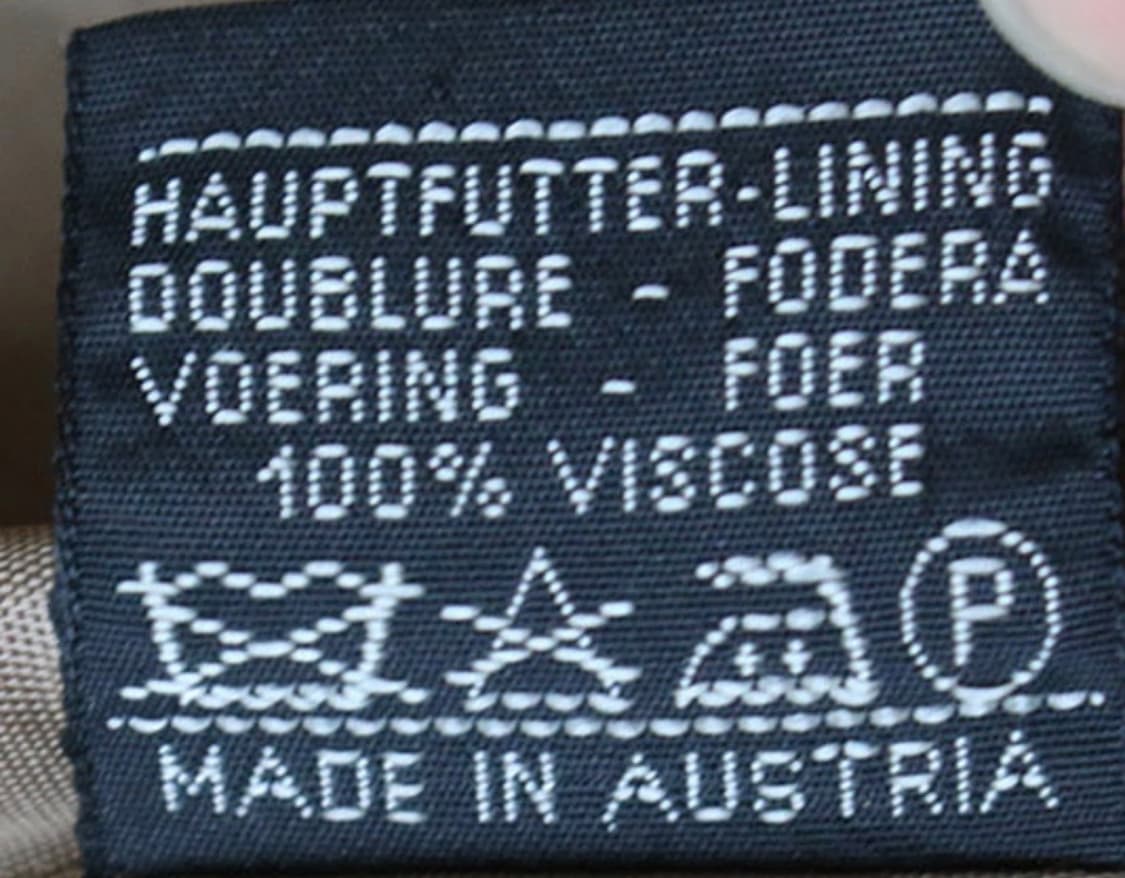 HAUPTFUTTER-LINING
DOUBLURE - FODERA
VOERING - FOER
100% VISCOSE
P
MADE IN AUSTRIA